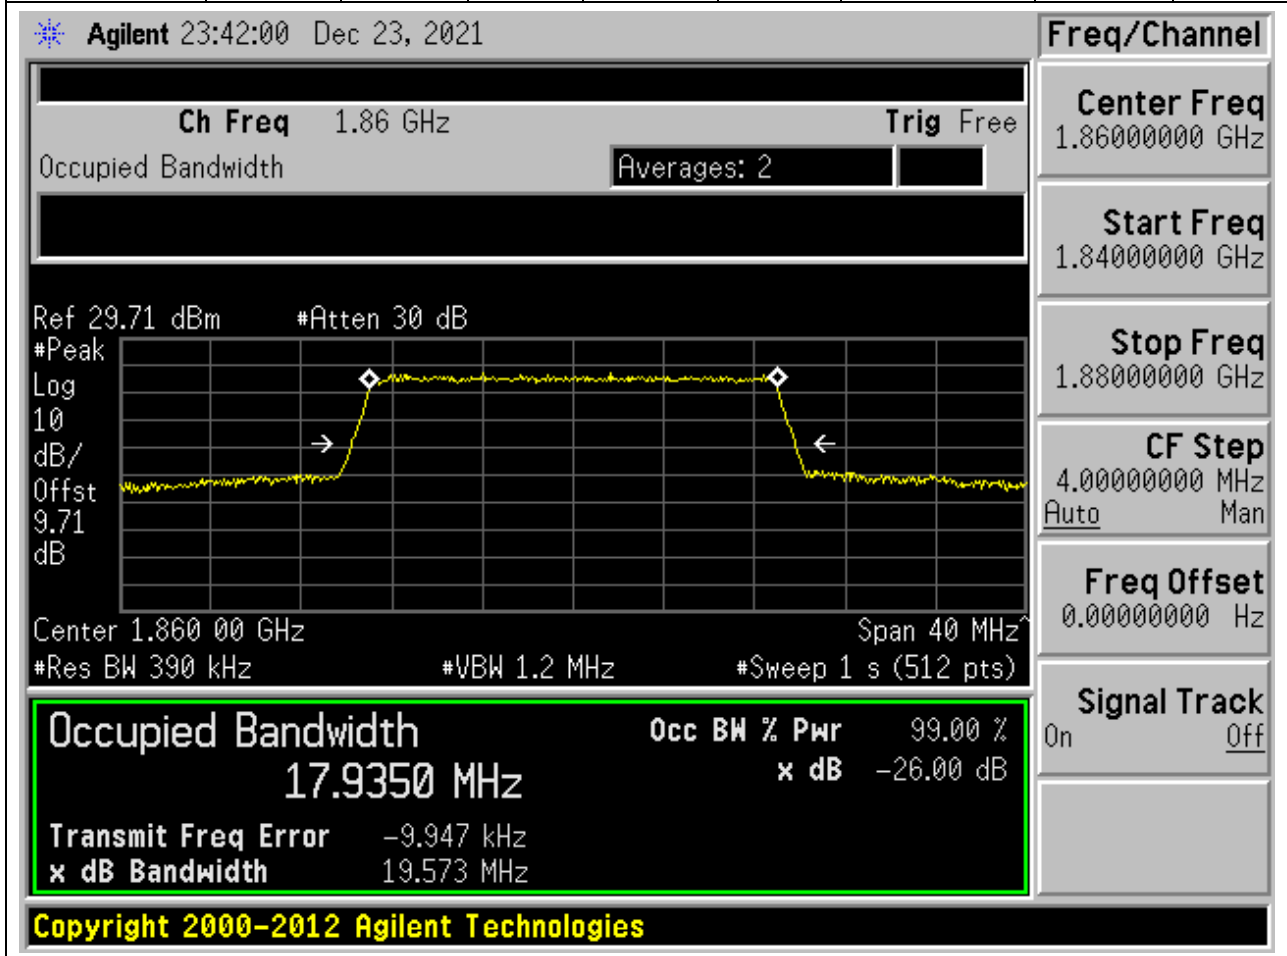 Agilent 23:42:00 Dec 23, 2021
Freq/Channel
Ch Freq 1.86 GHz Trig Free
Occupied Bandwidth Averages: 2
Center Freq
1.86000000 GHz
Start Freq
1.84000000 GHz
Stop Freq
1.88000000 GHz
CF Step
4.00000000 MHz
Auto Man
Freq Offset
0.00000000 Hz
Signal Track
On Off
Ref 29.71 dBm #Atten 30 dB
#Peak
Log
10
dB/
Offst
9.71
dB
Center 1.860 00 GHz Span 40 MHz^
#Res BW 390 kHz #VBW 1.2 MHz #Sweep 1 s (512 pts)
Occupied Bandwidth Occ BW % Pwr 99.00 %
17.9350 MHz x dB -26.00 dB
Transmit Freq Error -9.947 kHz
x dB Bandwidth 19.573 MHz
Copyright 2000-2012 Agilent Technologies